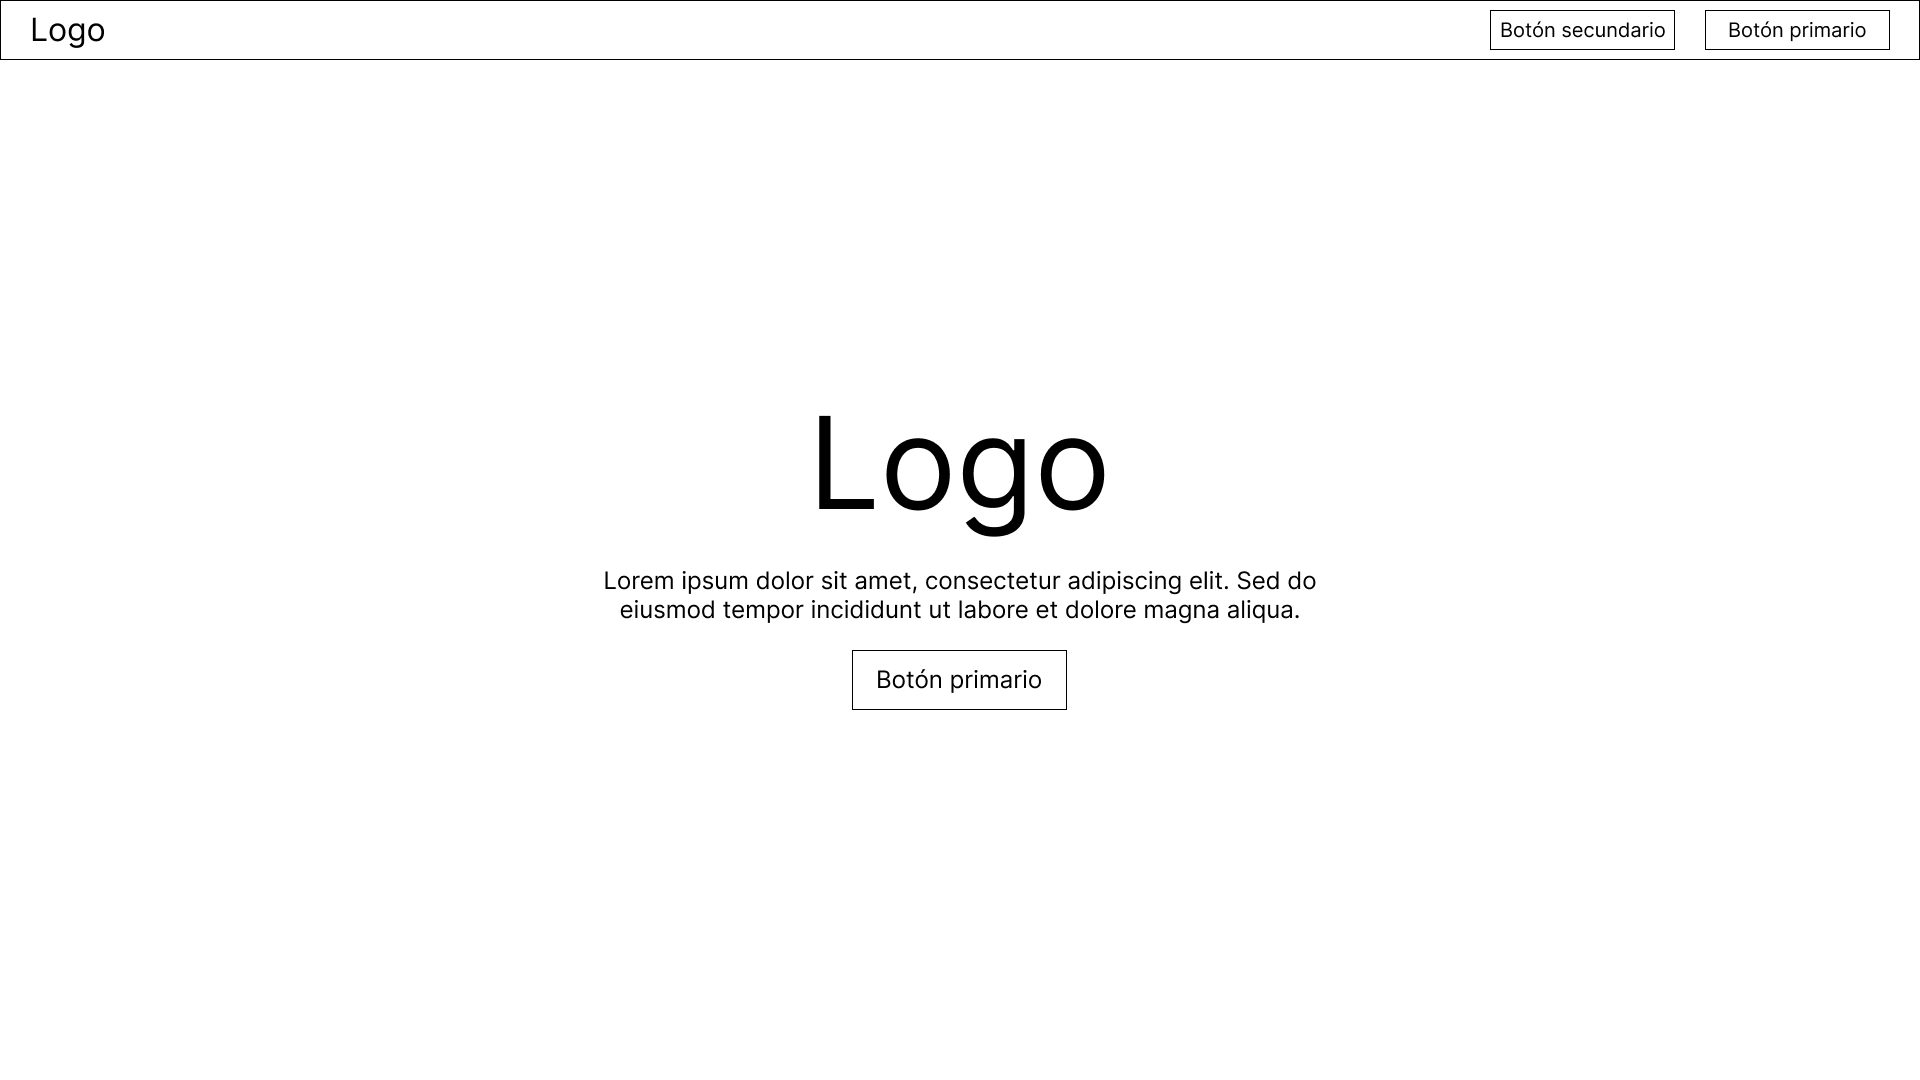 Logo
Botón secundario
Botón primario
Logo
Lorem ipsum dolor sit amet, consectetur adipiscing elit. Sed do
eiusmod tempor incididunt ut labore et dolore magna aliqua.
Botón primario